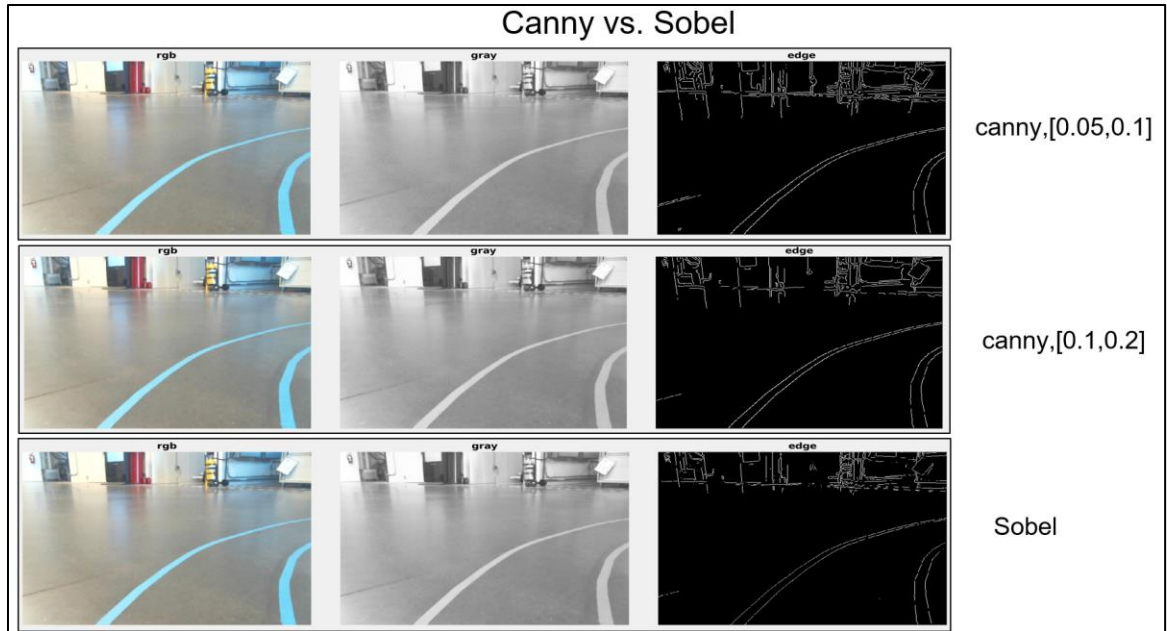 Canny vs. Sobel
rgb
gray
edge
canny,[0.05,0.1]
rgb
gray
edge
canny,[0.1,0.2]
rgb
gray
edge
Sobel